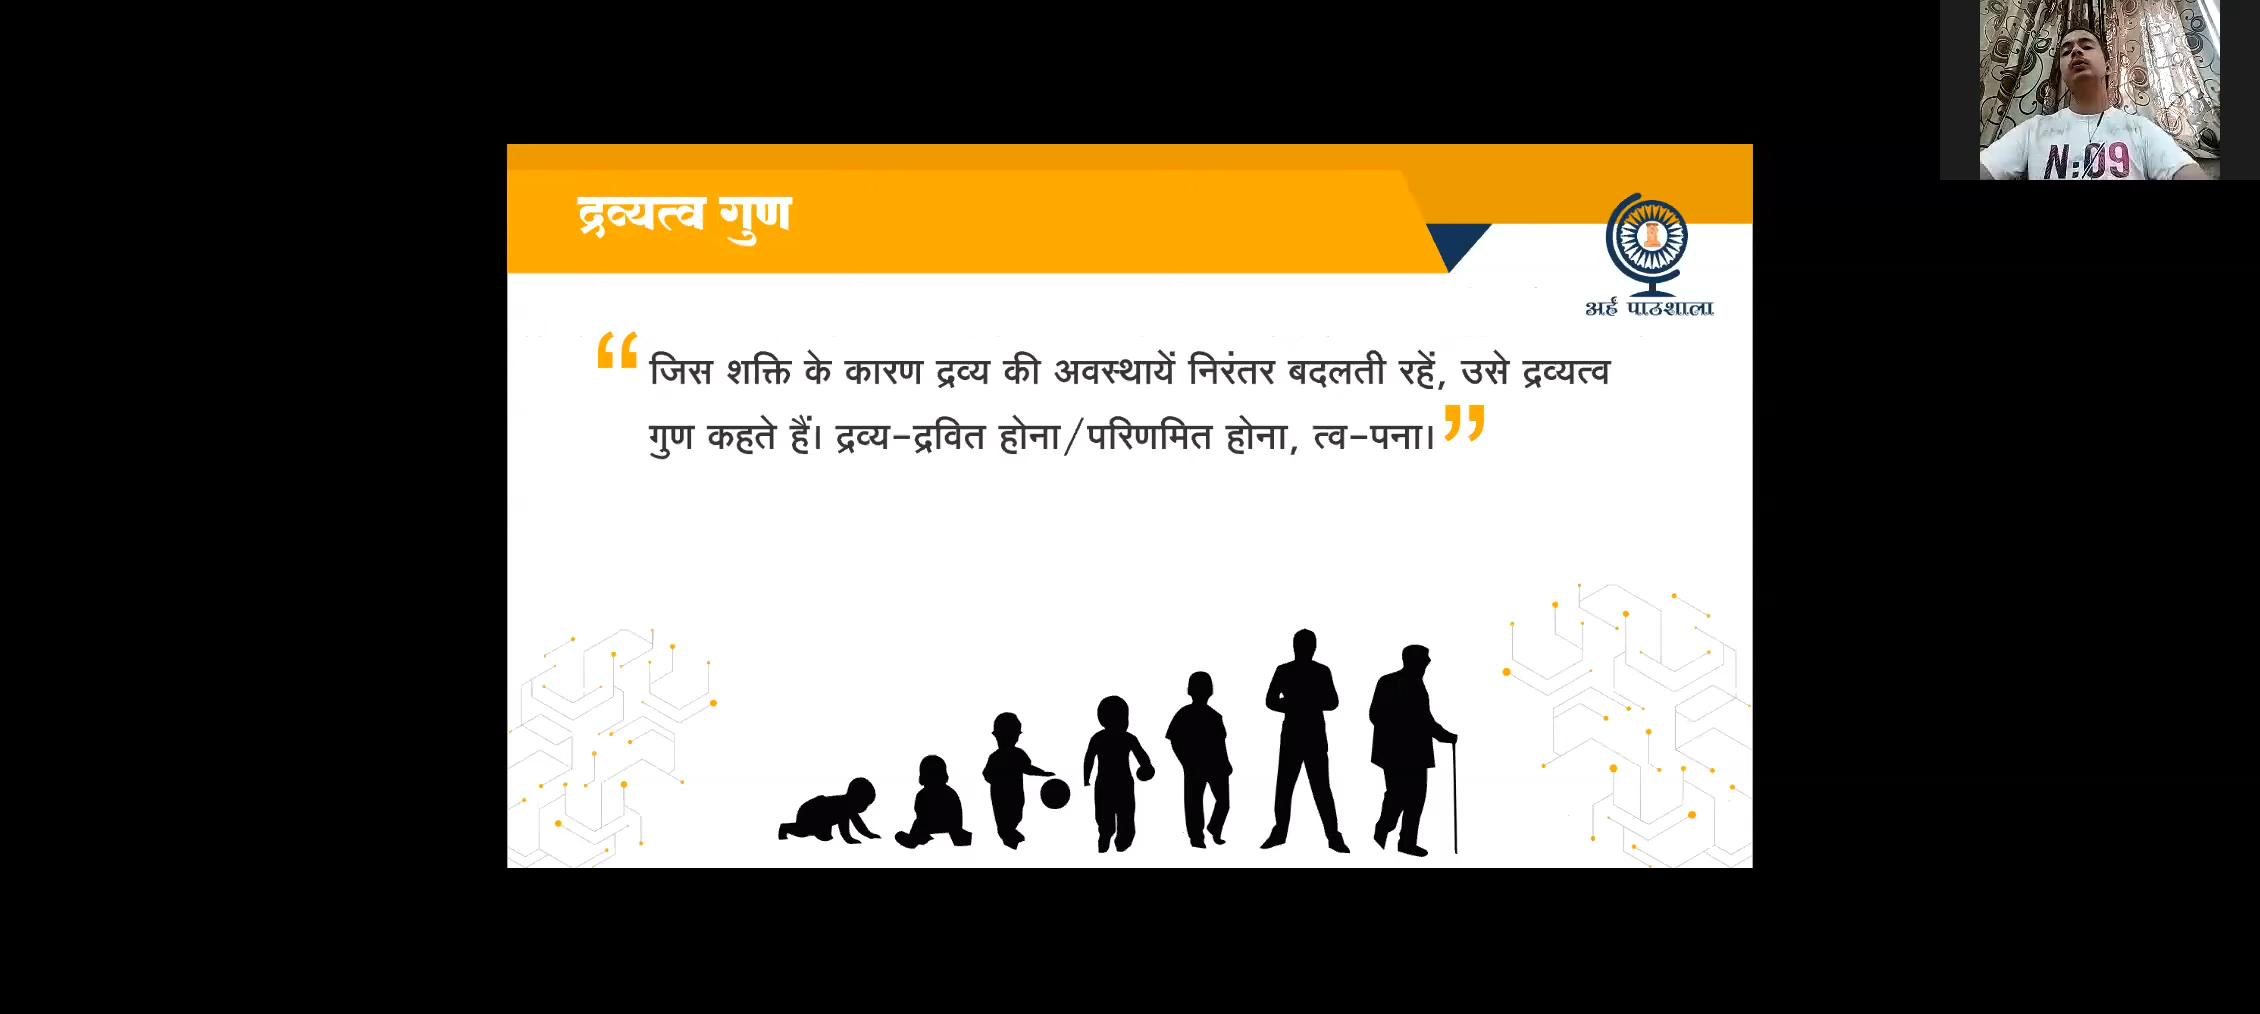 द्रव्यत्व गुण
अर्हं पाठशाला
“जिस शक्ति के कारण द्रव्य की अवस्थायें निरंतर बदलती रहें, उसे द्रव्यत्व
गुण कहते हैं। द्रव्य-द्रवित होना/परिणमित होना, त्व-पना।”
N:09